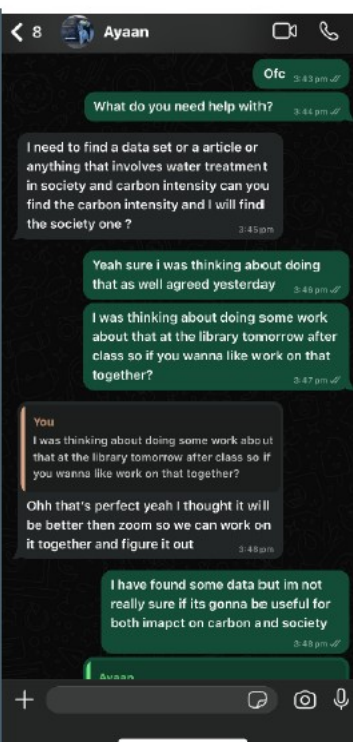 8 Ayaan
Ofc 3:43 pm
What do you need help with? 3:44 pm
I need to find a data set or a article or
anything that involves water treatment
in society and carbon intensity can you
find the carbon intensity and I will find
the society one ?
3:45 pm
Yeah sure i was thinking about doing
that as well agreed yesterday 3:46 pm
I was thinking about doing some work
about that at the library tomorrow after
class so if you wanna like work on that
together?
3:47 pm
You
I was thinking about doing some work about
that at the library tomorrow after class so if
you wanna like work on that together?
Ohh that's perfect yeah I thought it will
be better then zoom so we can work on
it together and figure it out 3:48 pm
I have found some data but im not
really sure if its gonna be useful for
both imapct on carbon and society
3:48 pm
Ayaan